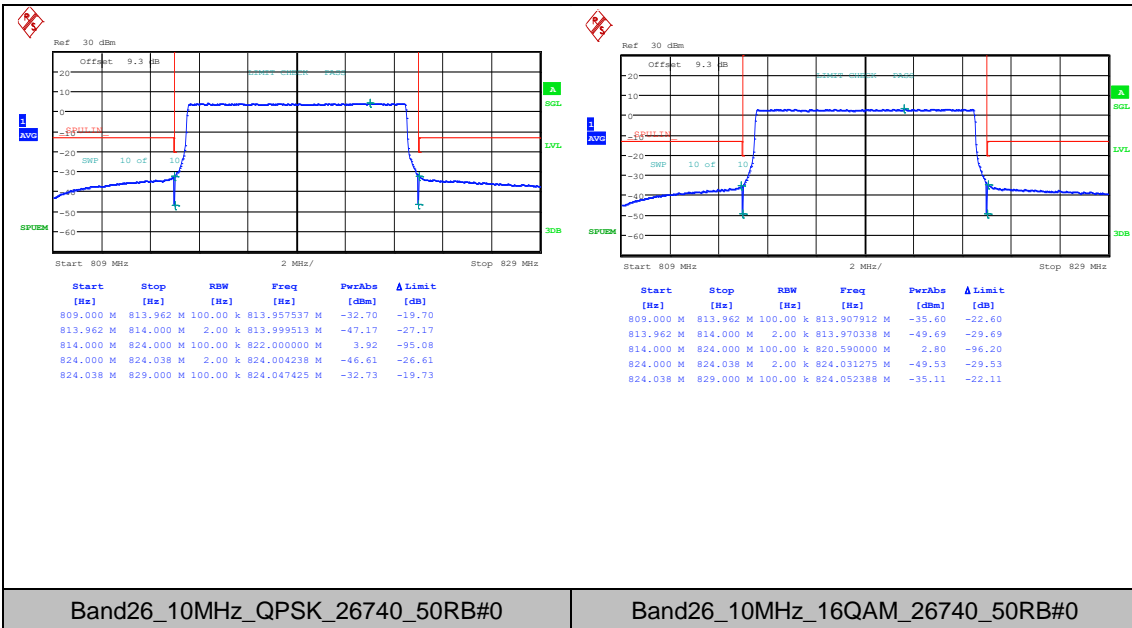 Ref 30 dBm
Offset 9.3 dB
LIMIT CHECK PASS
20
10
0
-10
-20
-30
-40
-50
-60
A
SGL
1
AVG
SPULIN
LVL
SWP 10 of 10
SPUEM
3DB
Start 809 MHz 2 MHz/ Stop 829 MHz
Start Stop RBW Freq PwrAbs Δ Limit
[Hz] [Hz] [Hz] [Hz] [dBm] [dB]
809.000 M 813.962 M 100.00 k 813.957537 M -32.70 -19.70
813.962 M 814.000 M 2.00 k 813.999513 M -47.17 -27.17
814.000 M 824.000 M 100.00 k 822.000000 M 3.92 -95.08
824.000 M 824.038 M 2.00 k 824.004238 M -46.61 -26.61
824.038 M 829.000 M 100.00 k 824.047425 M -32.73 -19.73
Band26_10MHz_QPSK_26740_50RB#0
Ref 30 dBm
Offset 9.3 dB
LIMIT CHECK PASS
20
10
0
-10
-20
-30
-40
-50
-60
A
SGL
1
AVG
SPULIN
LVL
SWP 10 of 10
SPUEM
3DB
Start 809 MHz 2 MHz/ Stop 829 MHz
Start Stop RBW Freq PwrAbs Δ Limit
[Hz] [Hz] [Hz] [Hz] [dBm] [dB]
809.000 M 813.962 M 100.00 k 813.907912 M -35.60 -22.60
813.962 M 814.000 M 2.00 k 813.970338 M -49.69 -29.69
814.000 M 824.000 M 100.00 k 820.590000 M 2.80 -96.20
824.000 M 824.038 M 2.00 k 824.031275 M -49.53 -29.53
824.038 M 829.000 M 100.00 k 824.052388 M -35.11 -22.11
Band26_10MHz_16QAM_26740_50RB#0